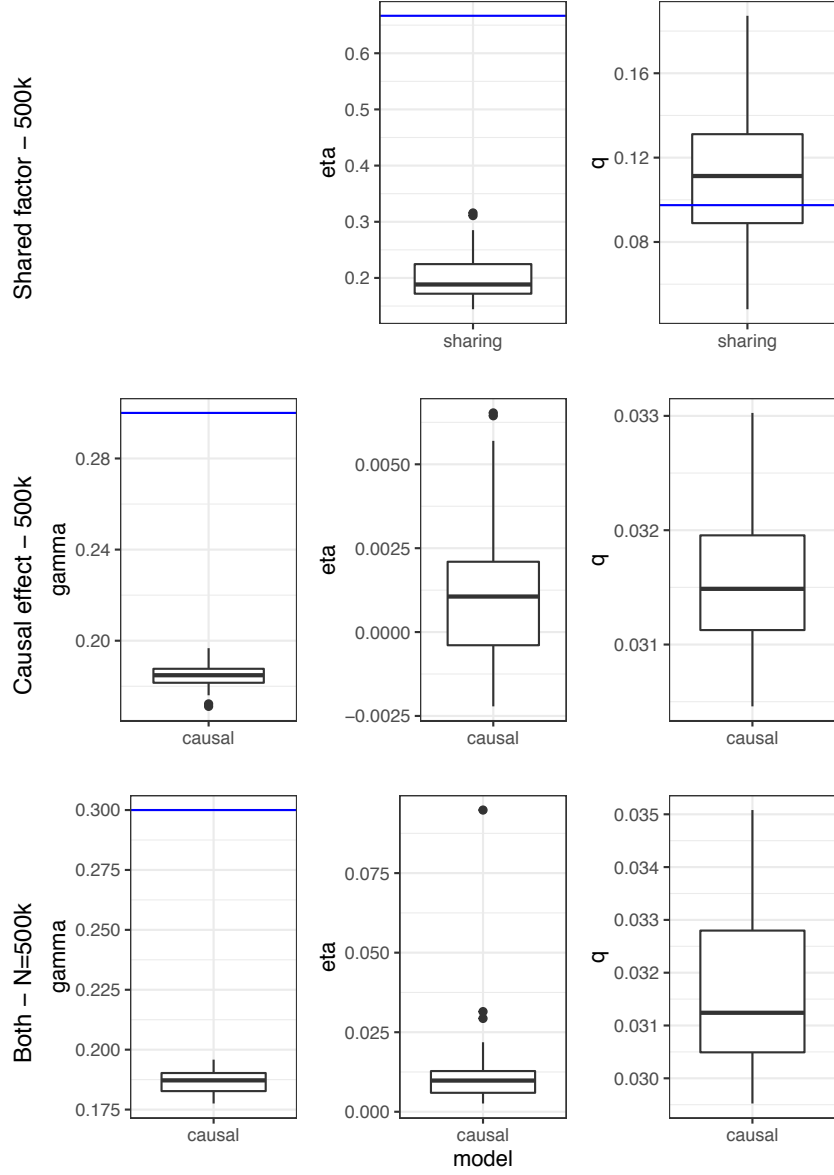 Shared factor − 500k
eta
0.6
0.5
0.4
0.3
0.2
sharing
q
0.16
0.12
0.08
sharing
Causal effect − 500k
gamma
0.28
0.24
0.20
causal
eta
0.0050
0.0025
0.0000
−0.0025
causal
q
0.033
0.032
0.031
causal
Both − N=500k
gamma
0.300
0.275
0.250
0.225
0.200
0.175
causal
eta
0.075
0.050
0.025
0.000
causal
q
0.035
0.034
0.033
0.032
0.031
0.030
causal
model